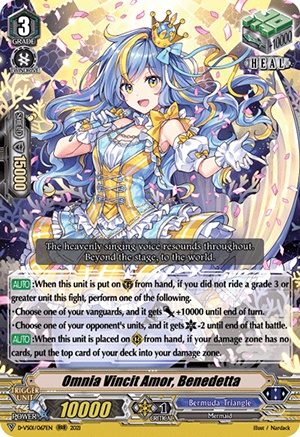 3
GRADE
+10000
HEAL
15000
The heavenly singing voice resounds throughout.
Beyond the stage, to the world.
AUTO:When this unit is put on from hand, if you did not ride a grade 3 or
greater unit this fight, perform one of the following.
·Choose one of your vanguards, and it gets +10000 until end of turn.
·Choose one of your opponent's units, and it gets -2 until end of that battle.
AUTO:When this unit is placed on from hand, if your damage zone has no
cards, put the top card of your deck into your damage zone.
Omnia Vincit Amor, Benedetta
TRIGGER
UNIT
POWER
10000
1
CRITICAL
Bermuda Triangle
Mermaid
D-VS01/067EN RRR 2021
Illust / Nardack